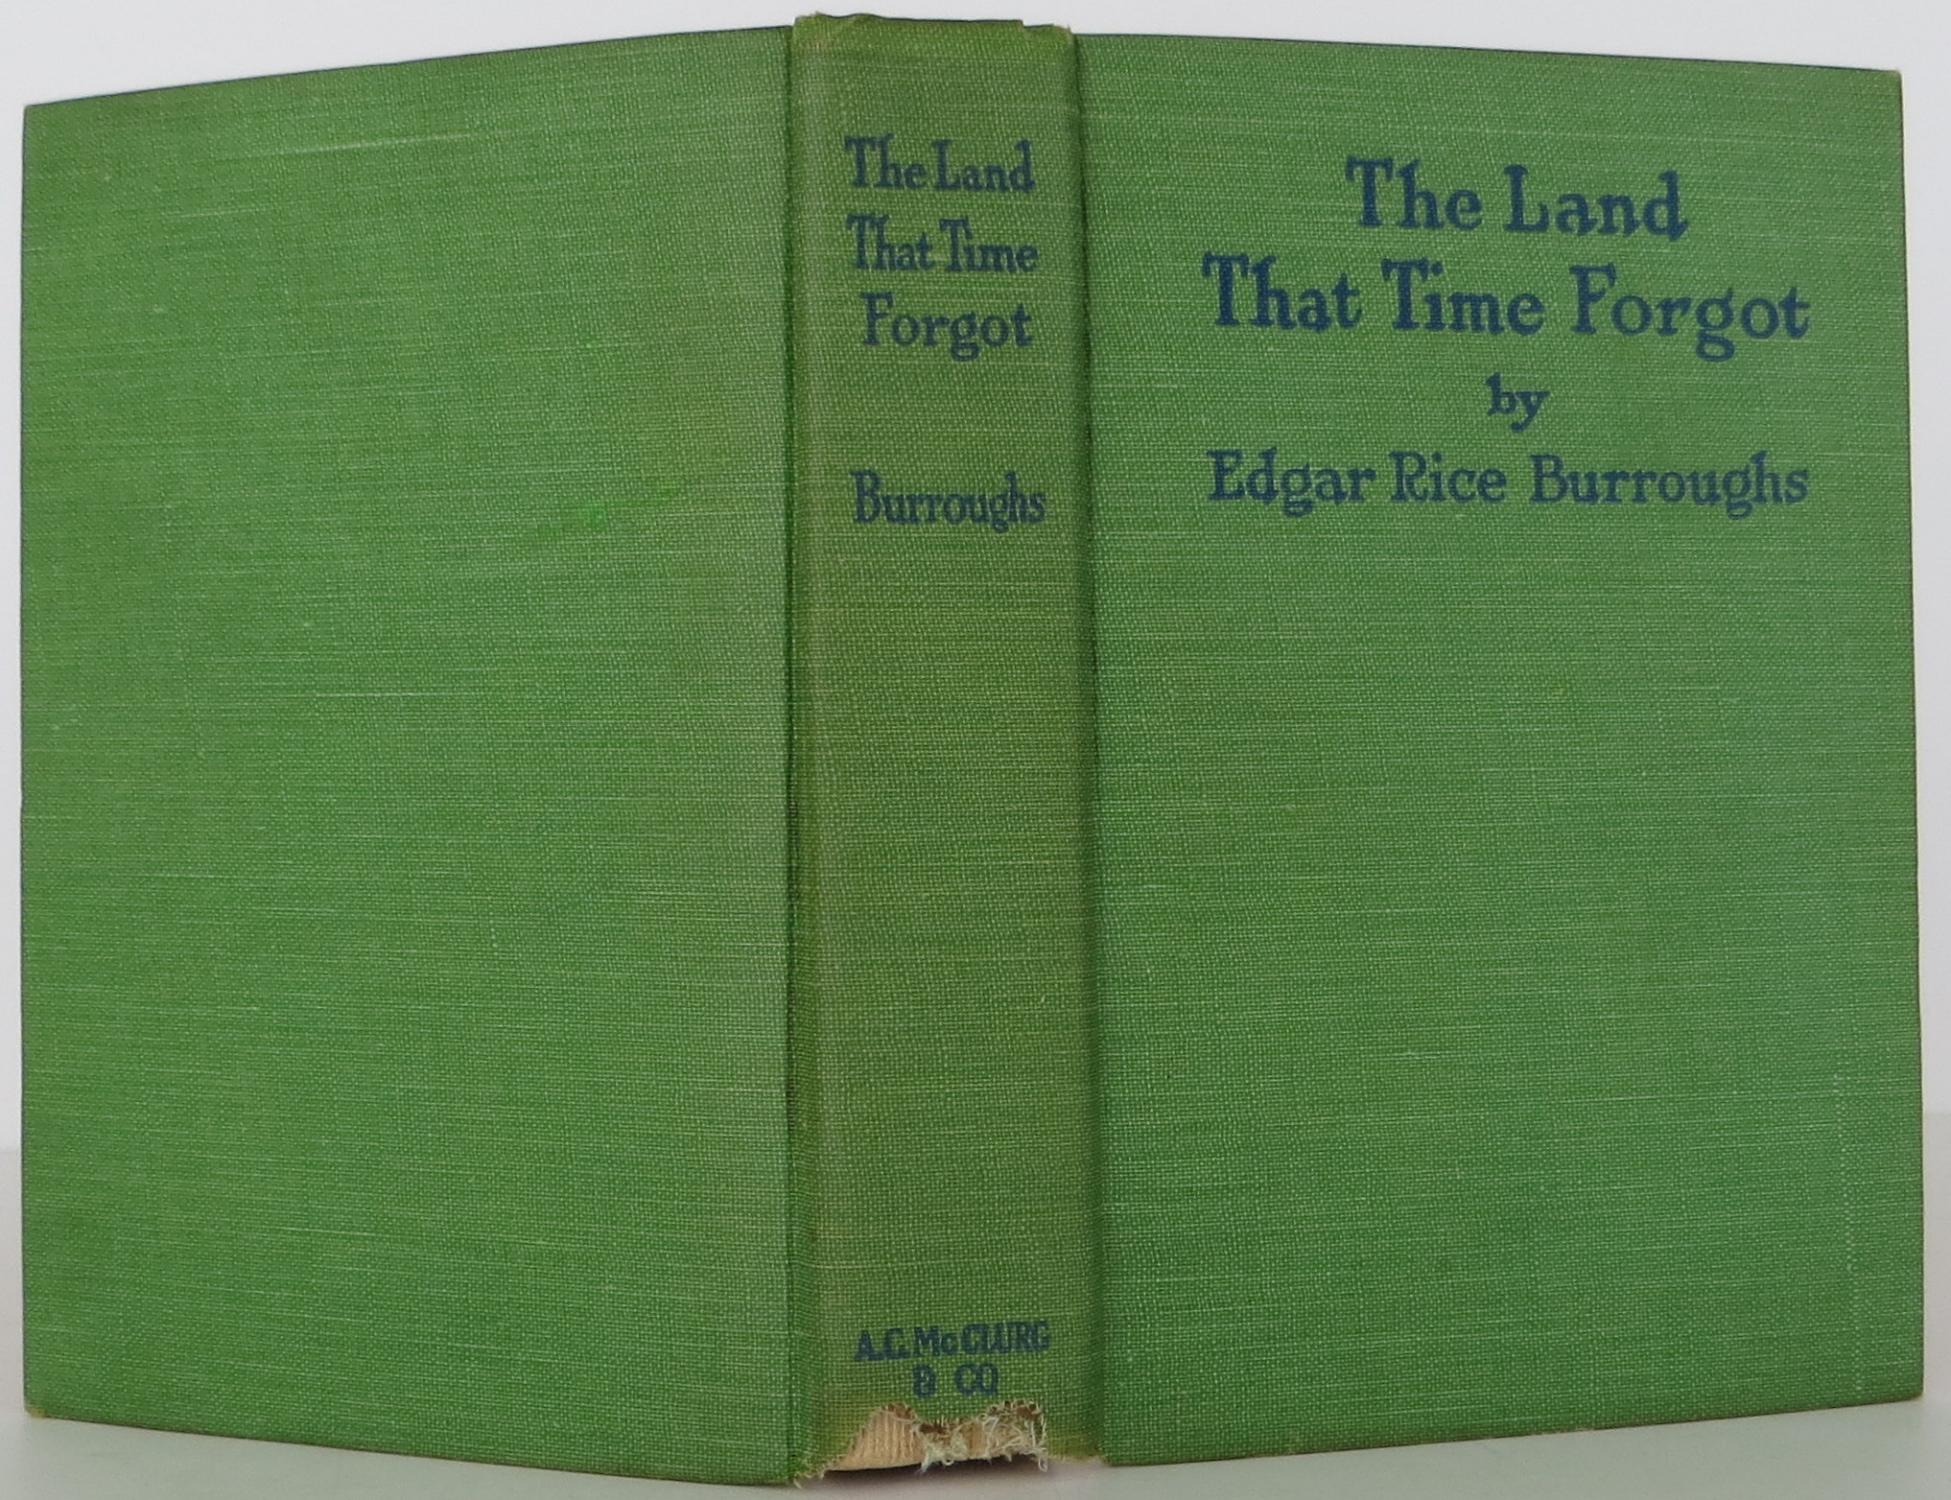 The Land
That Time
Forgot
Burroughs
A.C. McCLURG
& CO
The Land
That Time Forgot
by
Edgar Rice Burroughs